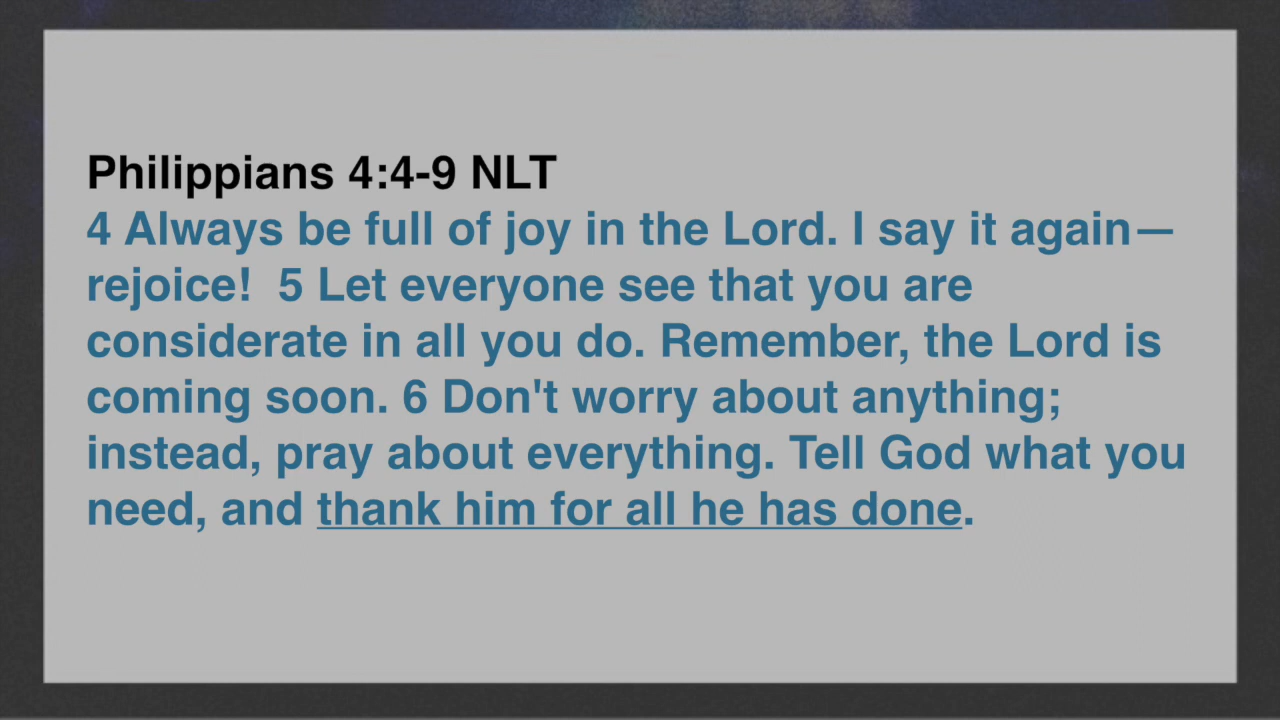 Philippians 4:4-9 NLT
4 Always be full of joy in the Lord. I say it again—
rejoice!  5 Let everyone see that you are
considerate in all you do. Remember, the Lord is
coming soon. 6 Don't worry about anything;
instead, pray about everything. Tell God what you
need, and thank him for all he has done.